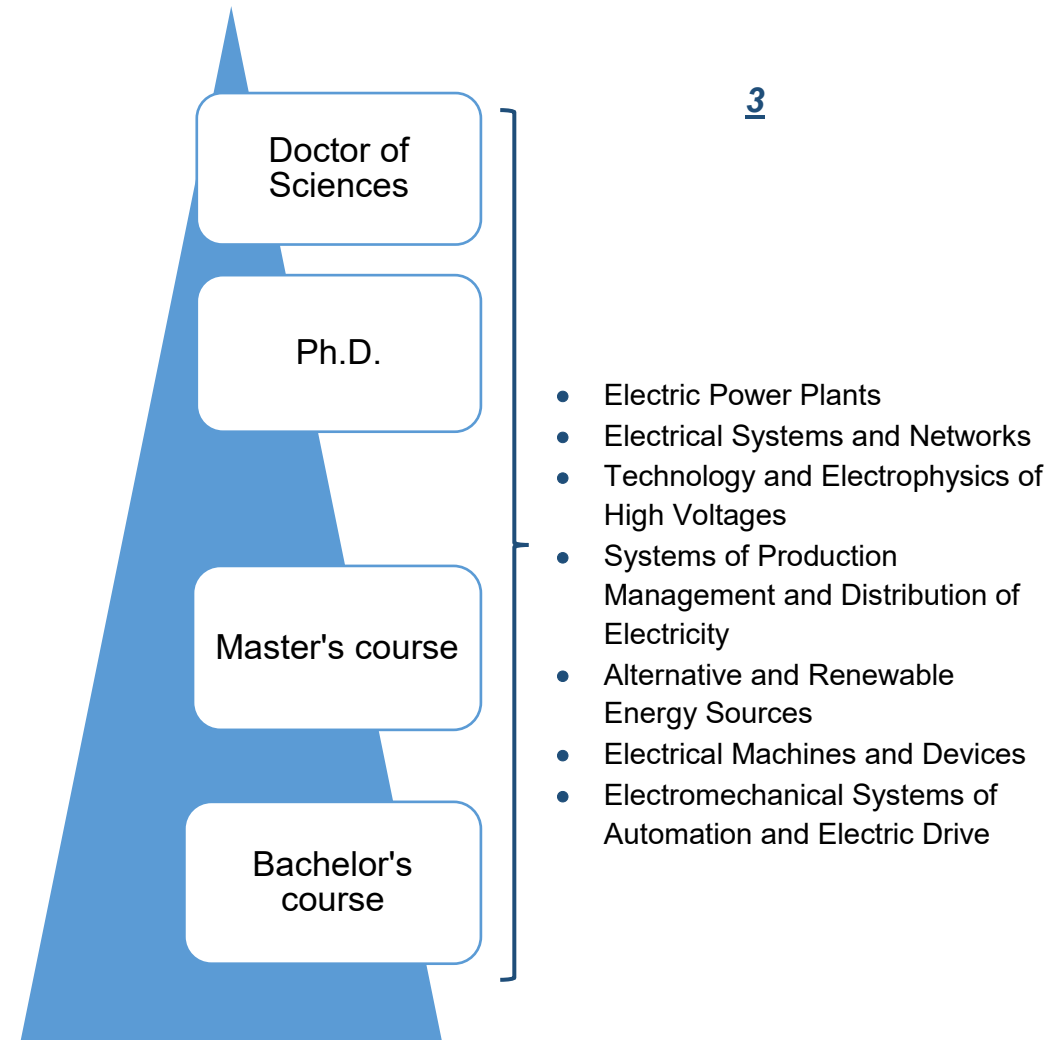 3
Doctor of
Sciences
Ph.D.
Master's course
Bachelor's
course
• Electric Power Plants
• Electrical Systems and Networks
• Technology and Electrophysics of
High Voltages
• Systems of Production
Management and Distribution of
Electricity
• Alternative and Renewable
Energy Sources
• Electrical Machines and Devices
• Electromechanical Systems of
Automation and Electric Drive